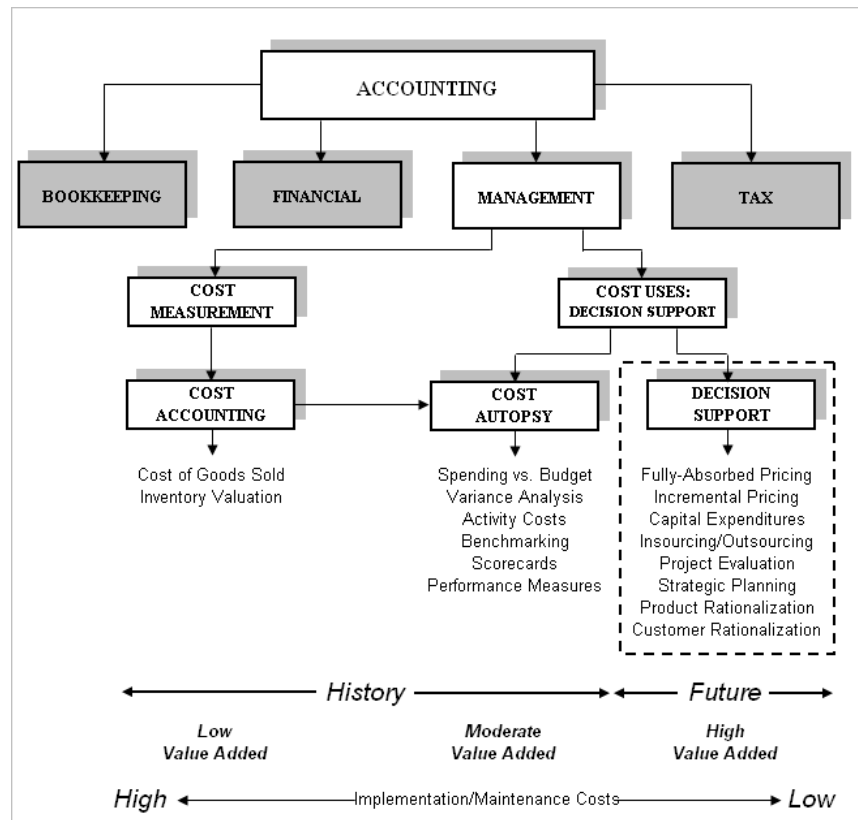 ACCOUNTING
BOOKKEEPING
FINANCIAL
MANAGEMENT
TAX
COST
MEASUREMENT
COST USES:
DECISION SUPPORT
COST
ACCOUNTING
COST
AUTOPSY
DECISION
SUPPORT
Cost of Goods Sold
Inventory Valuation
Spending vs. Budget
Variance Analysis
Activity Costs
Benchmarking
Scorecards
Performance Measures
Fully-Absorbed Pricing
Incremental Pricing
Capital Expenditures
Insourcing/Outsourcing
Project Evaluation
Strategic Planning
Product Rationalization
Customer Rationalization
History
Future
Low
Value Added
Moderate
Value Added
High
Value Added
High
Implementation/Maintenance Costs
Low